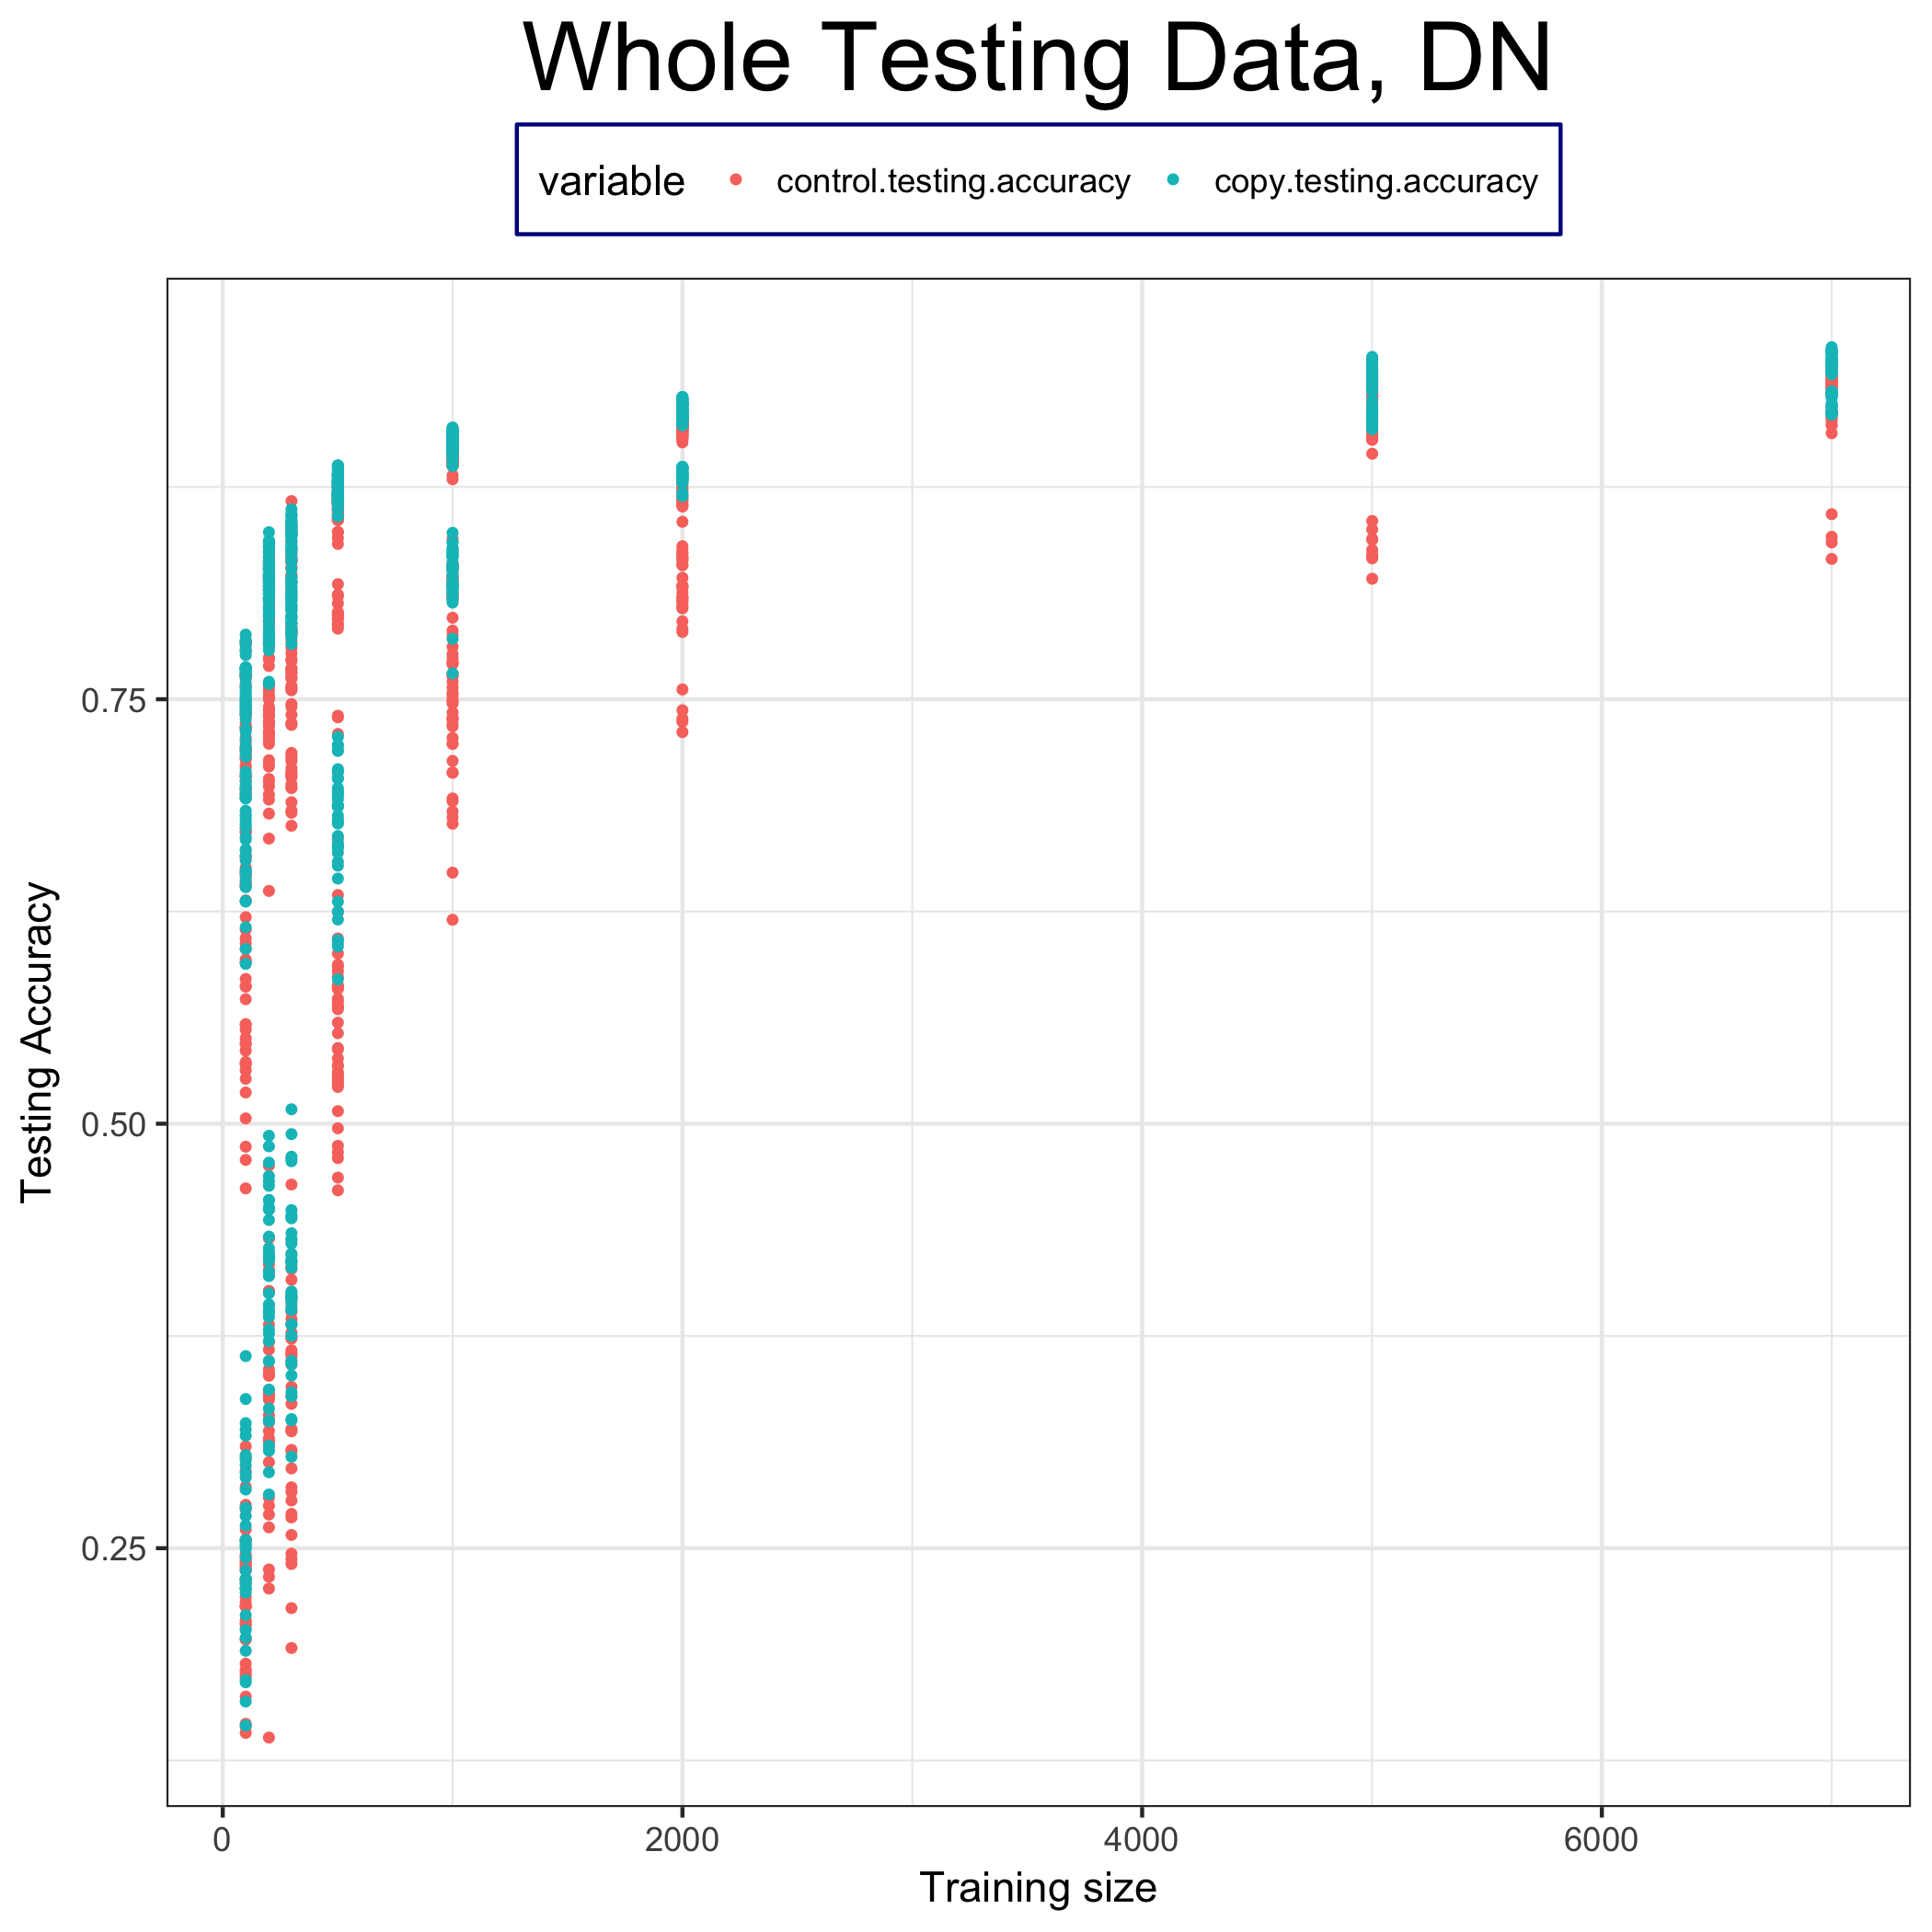 Whole Testing Data, DN
variable control.testing.accuracy copy.testing.accuracy
0.75
0.50
0.25
Testing Accuracy
0 2000 4000 6000
Training size